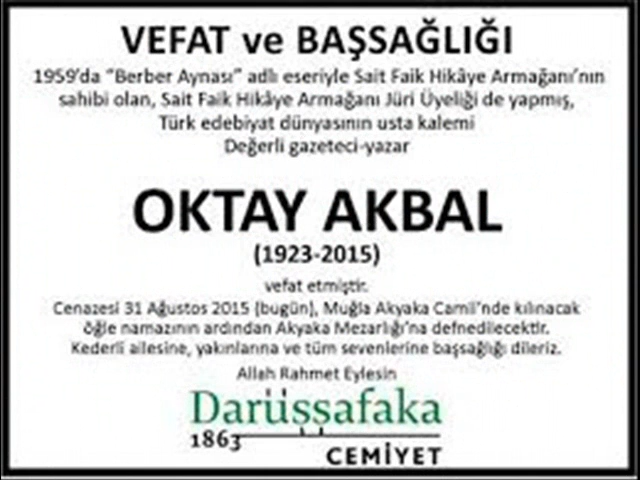 VEFAT ve BAŞSAĞLIĞI
1959'da "Berber Aynası" adlı eseriyle Sait Faik Hikâye Armağanı'nın
sahibi olan, Sait Faik Hikâye Armağanı Jüri Üyeliği de yapmış,
Türk edebiyat dünyasının usta kalemi
Değerli gazeteci-yazar
OKTAY AKBAL
(1923-2015)
vefat etmiştir.
Cenazesi 31 Ağustos 2015 (bugün), Muğla Akyaka Camii'nde kılınacak
öğle namazının ardından Akyaka Mezarlığı'na defnedilecektir.
Kederli ailesine, yakınlarına ve tüm sevenlerine başsağlığı dileriz.
Allah Rahmet Eylesin
Darüşşafaka
1863
CEMİYET